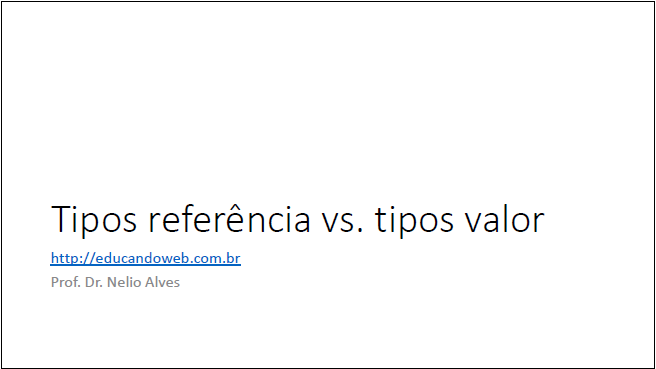 Tipos referência vs. tipos valor
http://educandoweb.com.br
Prof. Dr. Nelio Alves